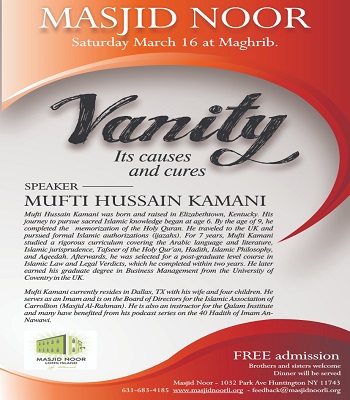 MASJID NOOR
Saturday March 16 at Maghrib.
Vanity
Its causes
and cures
SPEAKER
MUFTI HUSSAIN KAMANI
Mufti Hussain Kamani was born and raised in Elizabethtown, Kentucky. His
journey to pursue sacred Islamic knowledge began at age 6. By the age of 9, he
completed the memorization of the Holy Quran. He traveled to the UK and
pursued formal Islamic authorizations (ijazahs). For 7 years, Mufti Kamani
studied a rigorous curriculum covering the Arabic language and literature,
Islamic jurisprudence, Tafseer of the Holy Qur'an, Hadith, Islamic Philosophy,
and Aqeedah. Afterwards, he was selected for a post-graduate level course in
Islamic Law and Legal Verdicts, which he completed within two years. He later
earned his graduate degree in Business Management from the University of
Coventry in the UK.
Mufti Kamani currently resides in Dallas, TX with his wife and four children. He
serves as an Imam and is on the Board of Directors for the Islamic Association of
Carrollton (Masjid Al-Rahman). He is also an instructor for the Qalam Institute
and many have benefited from his podcast series on the 40 Hadith of Imam An-
Nawawi.
MASJID NOOR
LONG ISLAND
FREE admission
Brothers and sisters welcome
Dinner will be served
Masjid Noor - 1032 Park Ave Huntington NY 11743
631-683-4185 - www.masjidnoorli.org - feedback@masjidnoorli.org